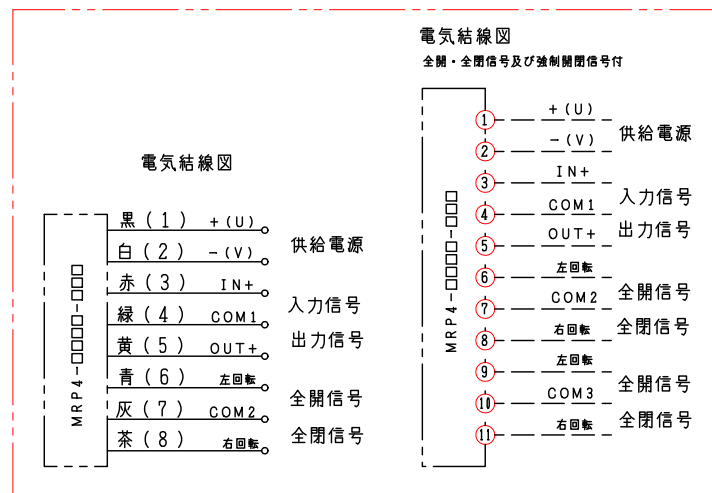 電気結線図
黒(1) +(U)
白(2) -(V)
供給電源
赤(3) IN+
入力信号
緑(4) COM1
黄(5) OUT+
出力信号
青(6) 左回転
全開信号
灰(7) COM2
茶(8) 右回転
全閉信号
MRP4-□□□□-□□□
電気結線図
全開・全閉信号及び強制開閉信号付
1 +(U)
供給電源
2 -(V)
3 IN+
入力信号
4 COM1
出力信号
5 OUT+
6 左回転
全開信号
7 COM2
全閉信号
8 右回転
9 左回転
全開信号
10 COM3
全閉信号
11 右回転
MRP4-□□□□-□□□